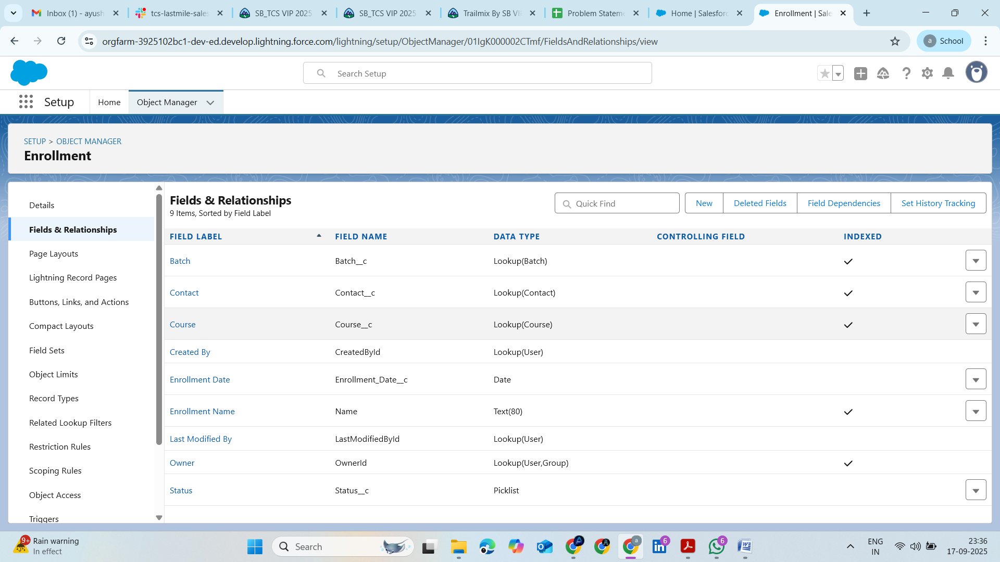 Inbox (1) - ayush
tcs-lastmile-sales
SB_TCS VIP 2025
SB_TCS VIP 2025
Trailmix By SB VI
Problem Stateme
Home | Salesforc
Enrollment | Sale
orgfarm-3925102bc1-dev-ed.develop.lightning.force.com/lightning/setup/ObjectManager/01IgK000002CTmf/FieldsAndRelationships/view
a School
Search Setup
Setup
Home
Object Manager
SETUP > OBJECT MANAGER
Enrollment
Details
Fields & Relationships
Page Layouts
Lightning Record Pages
Buttons, Links, and Actions
Compact Layouts
Field Sets
Object Limits
Record Types
Related Lookup Filters
Restriction Rules
Scoping Rules
Object Access
Triggers
Fields & Relationships
9 Items, Sorted by Field Label
Quick Find
New
Deleted Fields
Field Dependencies
Set History Tracking
FIELD LABEL FIELD NAME DATA TYPE CONTROLLING FIELD INDEXED
Batch Batch__c Lookup(Batch)
Contact Contact__c Lookup(Contact)
Course Course__c Lookup(Course)
Created By CreatedById Lookup(User)
Enrollment Date Enrollment_Date__c Date
Enrollment Name Name Text(80)
Last Modified By LastModifiedById Lookup(User)
Owner OwnerId Lookup(User,Group)
Status Status__c Picklist
9+
Rain warning
In effect
Search
a
6
6
ENG
IN
23:36
17-09-2025